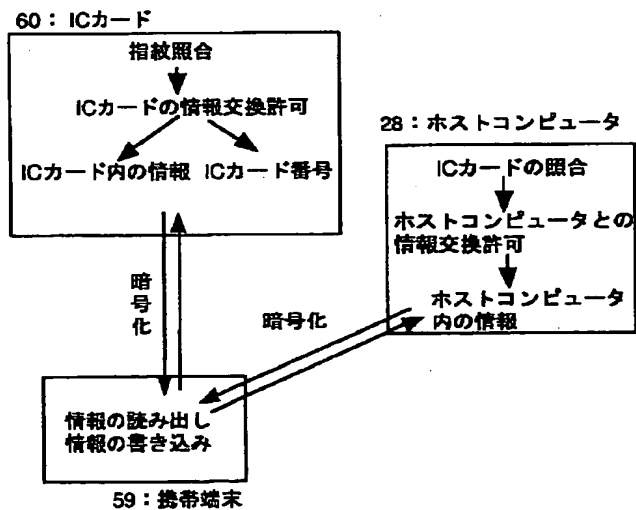 60：ICカード
指紋照合
ICカードの情報交換許可
ICカード内の情報 ICカード番号
28：ホストコンピュータ
ICカードの照合
ホストコンピュータとの
情報交換許可
ホストコンピュータ
内の情報
暗号化
暗号化
情報の読み出し
情報の書き込み
59：携帯端末